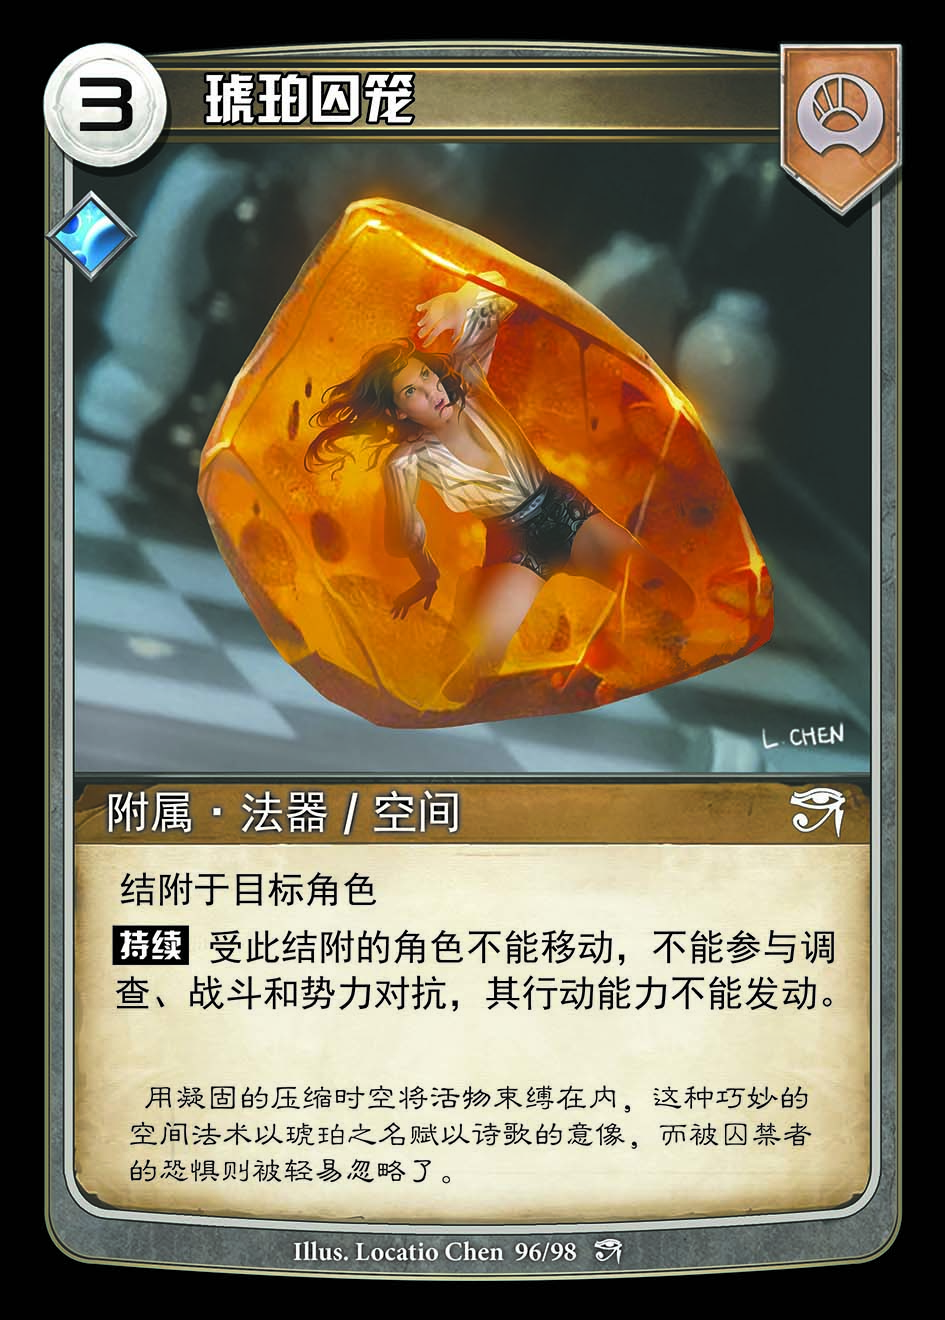 3
琥珀囚笼
L. CHEN
附属·法器 / 空间
结附于目标角色
持续 受此结附的角色不能移动，不能参与调
查、战斗和势力对抗，其行动能力不能发动。
用凝固的压缩时空将活物束缚在内，这种巧妙的
空间法术以琥珀之名赋以诗歌的意像，而被囚禁者
的恐惧则被轻易忽略了。
Illus. Locatio Chen 96/98